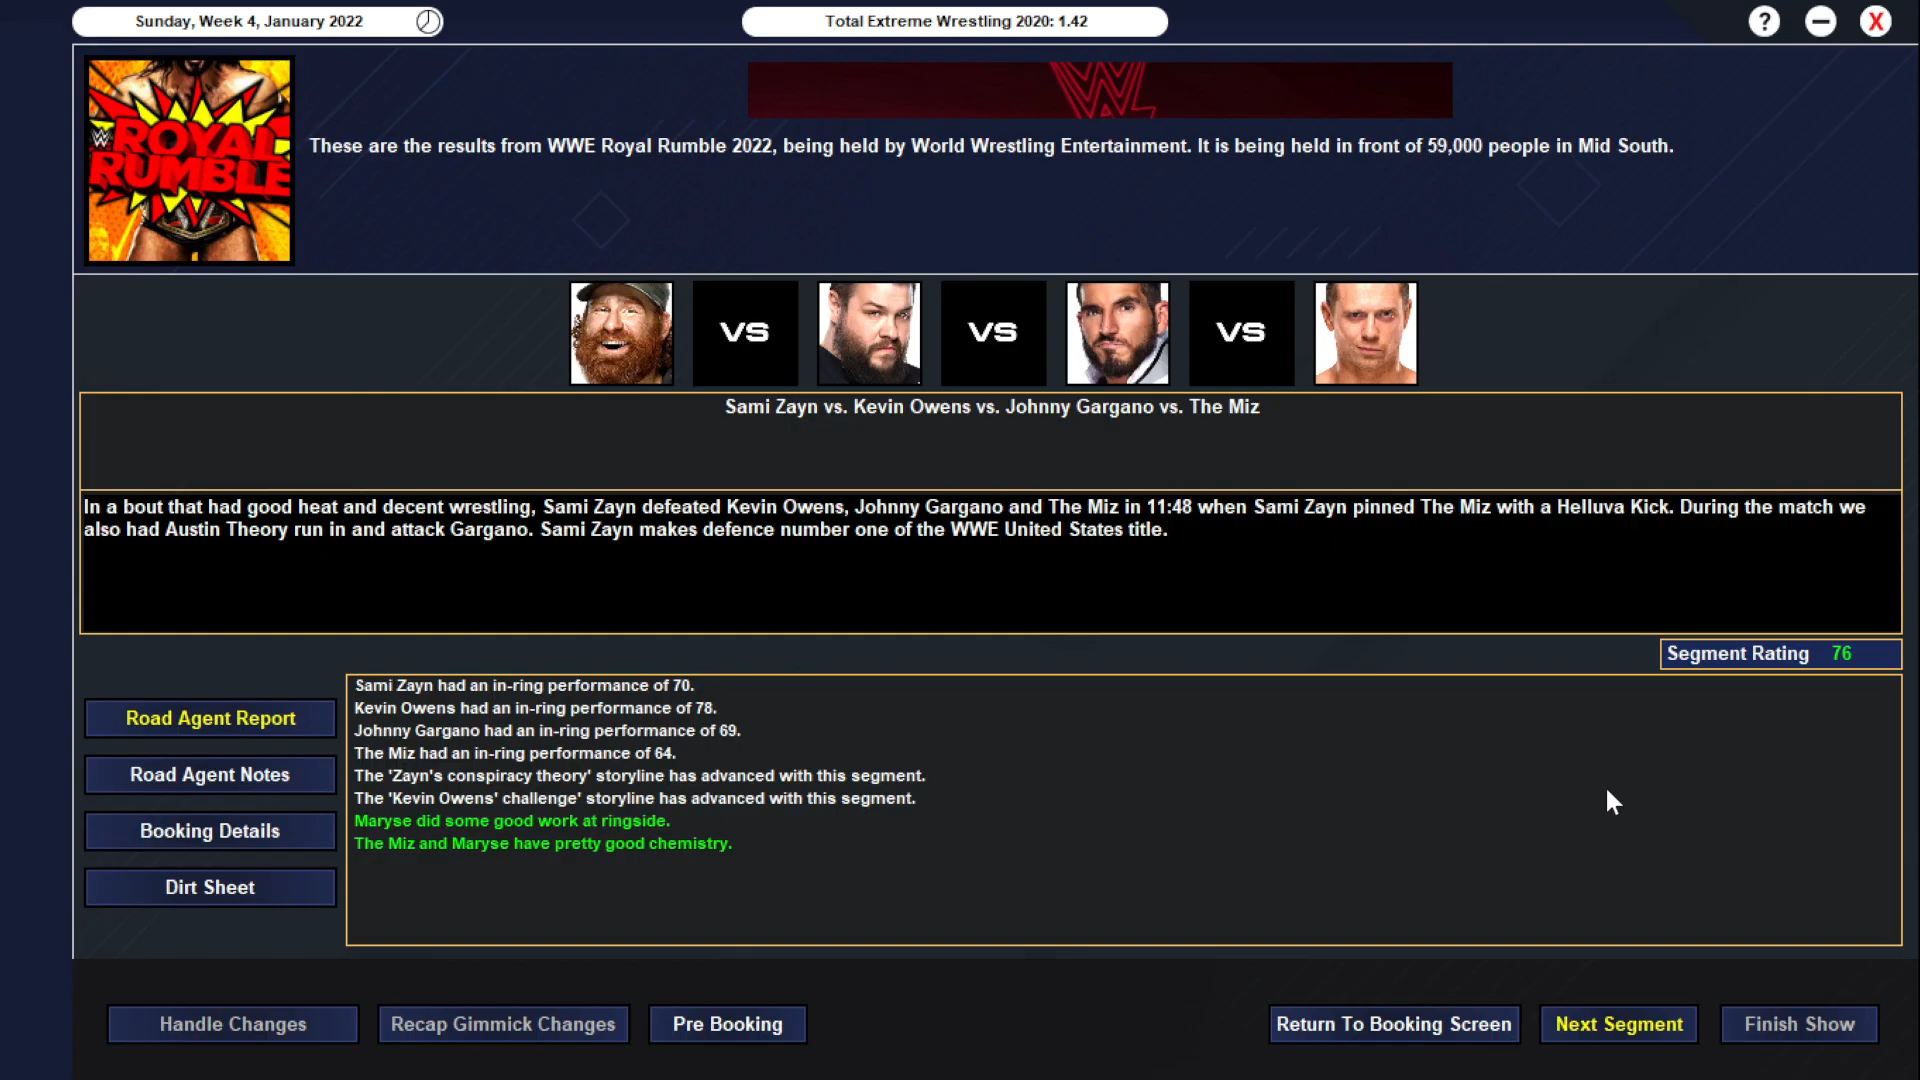 Sunday, Week 4, January 2022
Total Extreme Wrestling 2020: 1.42
?
X
W
ROYAL
RUMBLE
These are the results from WWE Royal Rumble 2022, being held by World Wrestling Entertainment. It is being held in front of 59,000 people in Mid South.
VS
VS
VS
Sami Zayn vs. Kevin Owens vs. Johnny Gargano vs. The Miz
In a bout that had good heat and decent wrestling, Sami Zayn defeated Kevin Owens, Johnny Gargano and The Miz in 11:48 when Sami Zayn pinned The Miz with a Helluva Kick. During the match we
also had Austin Theory run in and attack Gargano. Sami Zayn makes defence number one of the WWE United States title.
Segment Rating 76
Road Agent Report
Road Agent Notes
Booking Details
Dirt Sheet
Sami Zayn had an in-ring performance of 70.
Kevin Owens had an in-ring performance of 78.
Johnny Gargano had an in-ring performance of 69.
The Miz had an in-ring performance of 64.
The 'Zayn's conspiracy theory' storyline has advanced with this segment.
The 'Kevin Owens' challenge' storyline has advanced with this segment.
Maryse did some good work at ringside.
The Miz and Maryse have pretty good chemistry.
Handle Changes
Recap Gimmick Changes
Pre Booking
Return To Booking Screen
Next Segment
Finish Show